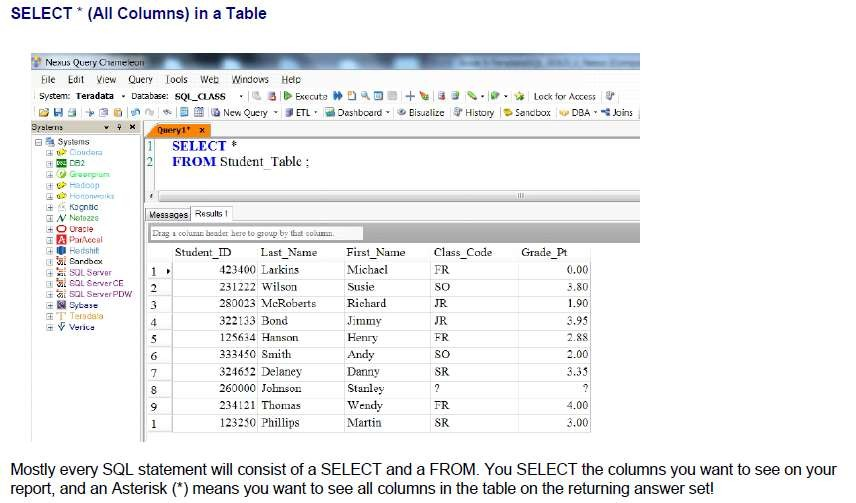 SELECT * (All Columns) in a Table
Nexus Query Chameleon
File Edit View Query Tools Web Windows Help
System: Teradata Database: SQL_CLASS Execute Lock for Access
New Query ETL Dashboard Bisualize History Sandbox DBA Joins
Systems
Query1* x
Systems
Cloudera
DB2
Greenplum
Hadoop
Hortonworks
Kognitio
Netezza
Oracle
ParAccel
Redshift
Sandbox
SQL Server
SQL Server CE
SQL Server PDW
Sybase
Teradata
Vertica
1 SELECT *
2 FROM Student_Table ;
Messages Results 1
Drag a column header here to group by that column.
Student_ID Last_Name First_Name Class_Code Grade_Pt
1 423400 Larkins Michael FR 0.00
2 231222 Wilson Susie SO 3.80
3 280023 McRoberts Richard JR 1.90
4 322133 Bond Jimmy JR 3.95
5 125634 Hanson Henry FR 2.88
6 333450 Smith Andy SO 2.00
7 324652 Delaney Danny SR 3.35
8 260000 Johnson Stanley ? ?
9 234121 Thomas Wendy FR 4.00
1 123250 Phillips Martin SR 3.00
Mostly every SQL statement will consist of a SELECT and a FROM. You SELECT the columns you want to see on your
report, and an Asterisk (*) means you want to see all columns in the table on the returning answer set!